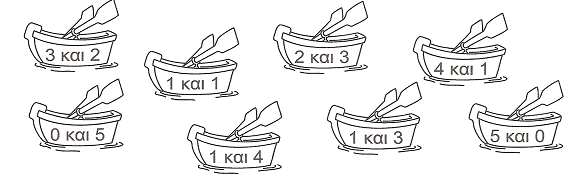 3 και 2
1 και 1
2 και 3
4 και 1
0 και 5
1 και 4
1 και 3
5 και 0